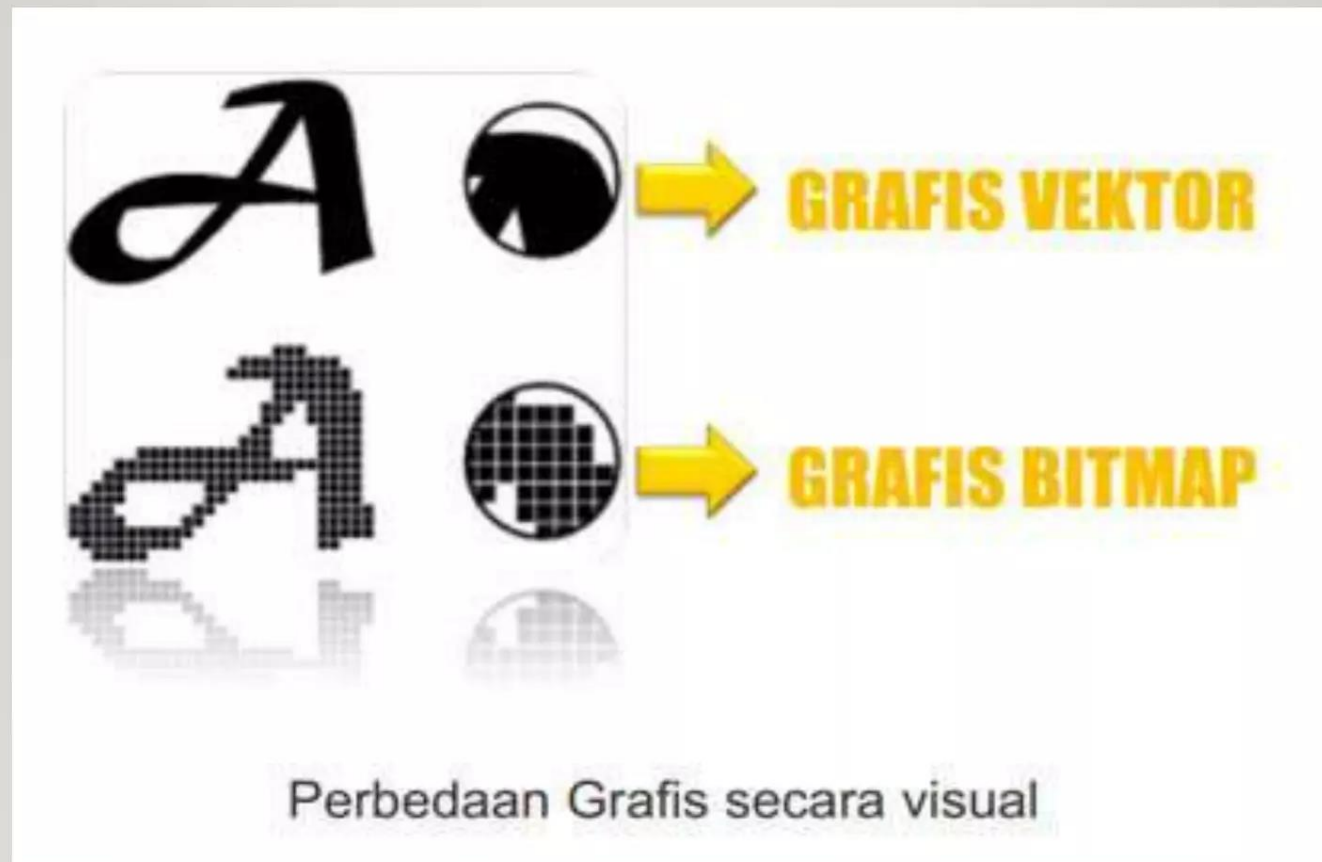 A
GRAFIS VEKTOR
A
GRAFIS BITMAP
Perbedaan Grafis secara visual